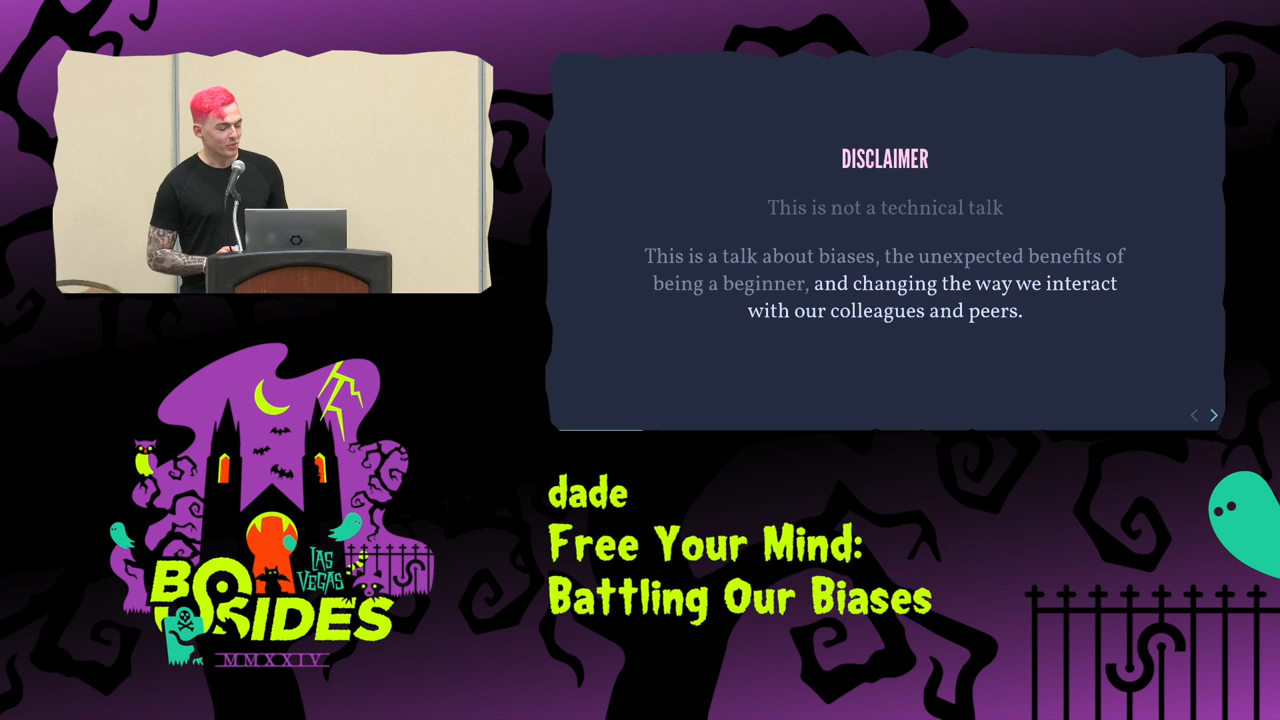 DISCLAIMER
This is not a technical talk
This is a talk about biases, the unexpected benefits of
being a beginner, and changing the way we interact
with our colleagues and peers.
dade
Free Your Mind:
Battling Our Biases
LAS
VEGAS
BSIDES
MMXXIV